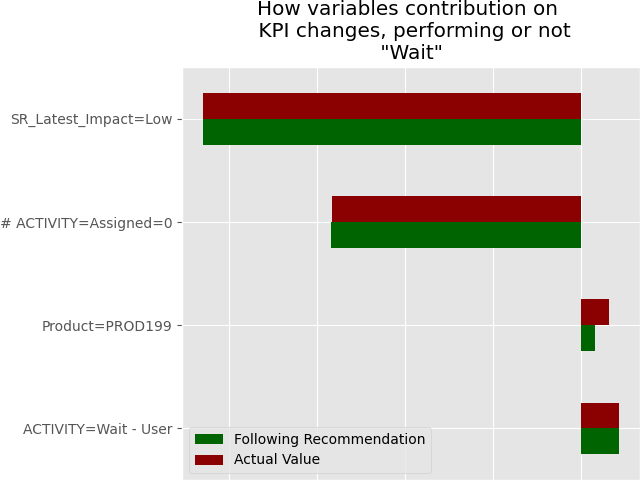 How variables contribution on
KPI changes, performing or not
"Wait"
SR_Latest_Impact=Low
# ACTIVITY=Assigned=0
Product=PROD199
ACTIVITY=Wait - User
Following Recommendation
Actual Value